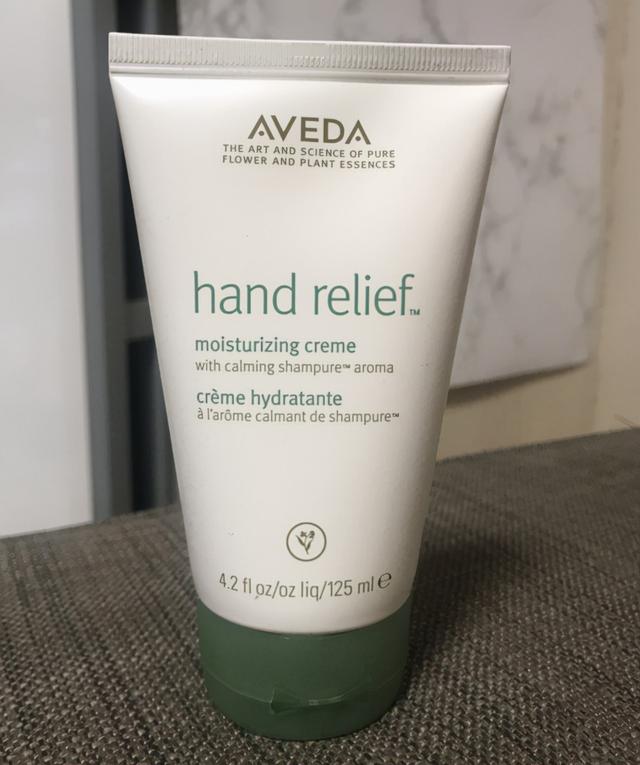 AVEDA
THE ART AND SCIENCE OF PURE
FLOWER AND PLANT ESSENCES
hand relief™
moisturizing creme
with calming shampure™ aroma
crème hydratante
à l'arôme calmant de shampure™
4.2 fl oz/oz liq/125 ml ℮